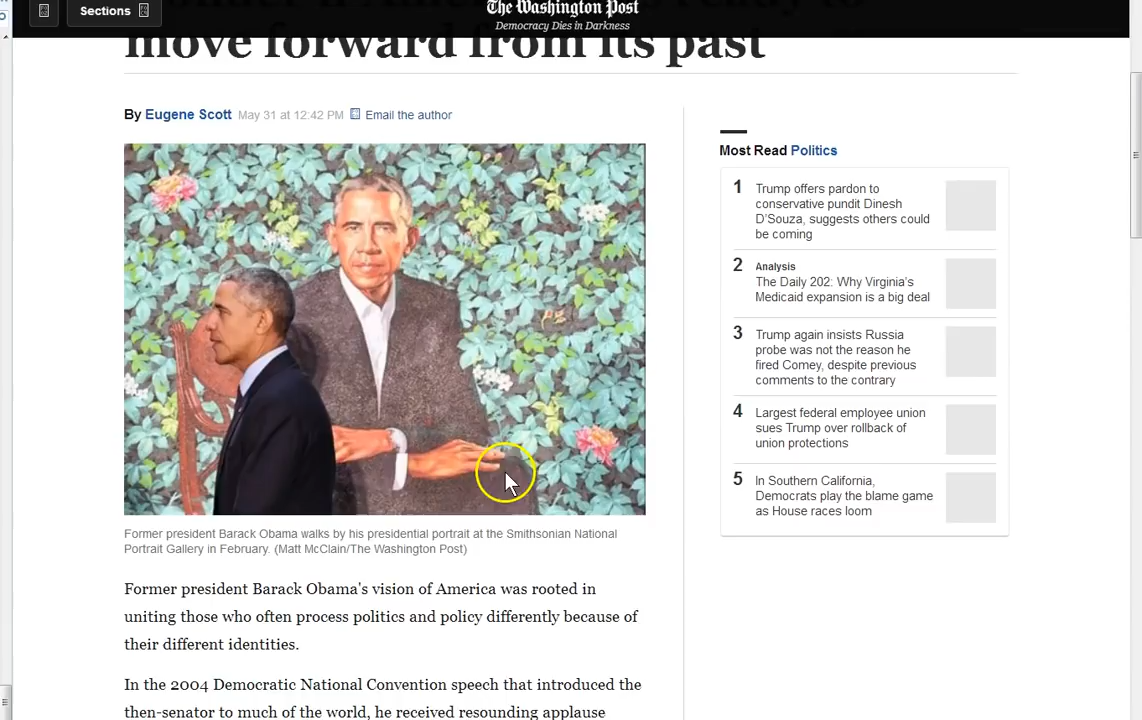 Sections
The Washington Post
Democracy Dies in Darkness
move forward from its past
By Eugene Scott May 31 at 12:42 PM Email the author
Former president Barack Obama walks by his presidential portrait at the Smithsonian National
Portrait Gallery in February. (Matt McClain/The Washington Post)
Former president Barack Obama's vision of America was rooted in
uniting those who often process politics and policy differently because of
their different identities.
In the 2004 Democratic National Convention speech that introduced the
then-senator to much of the world, he received resounding applause
Most Read Politics
1 Trump offers pardon to
conservative pundit Dinesh
D'Souza, suggests others could
be coming
2 Analysis
The Daily 202: Why Virginia's
Medicaid expansion is a big deal
3 Trump again insists Russia
probe was not the reason he
fired Comey, despite previous
comments to the contrary
4 Largest federal employee union
sues Trump over rollback of
union protections
5 In Southern California,
Democrats play the blame game
as House races loom